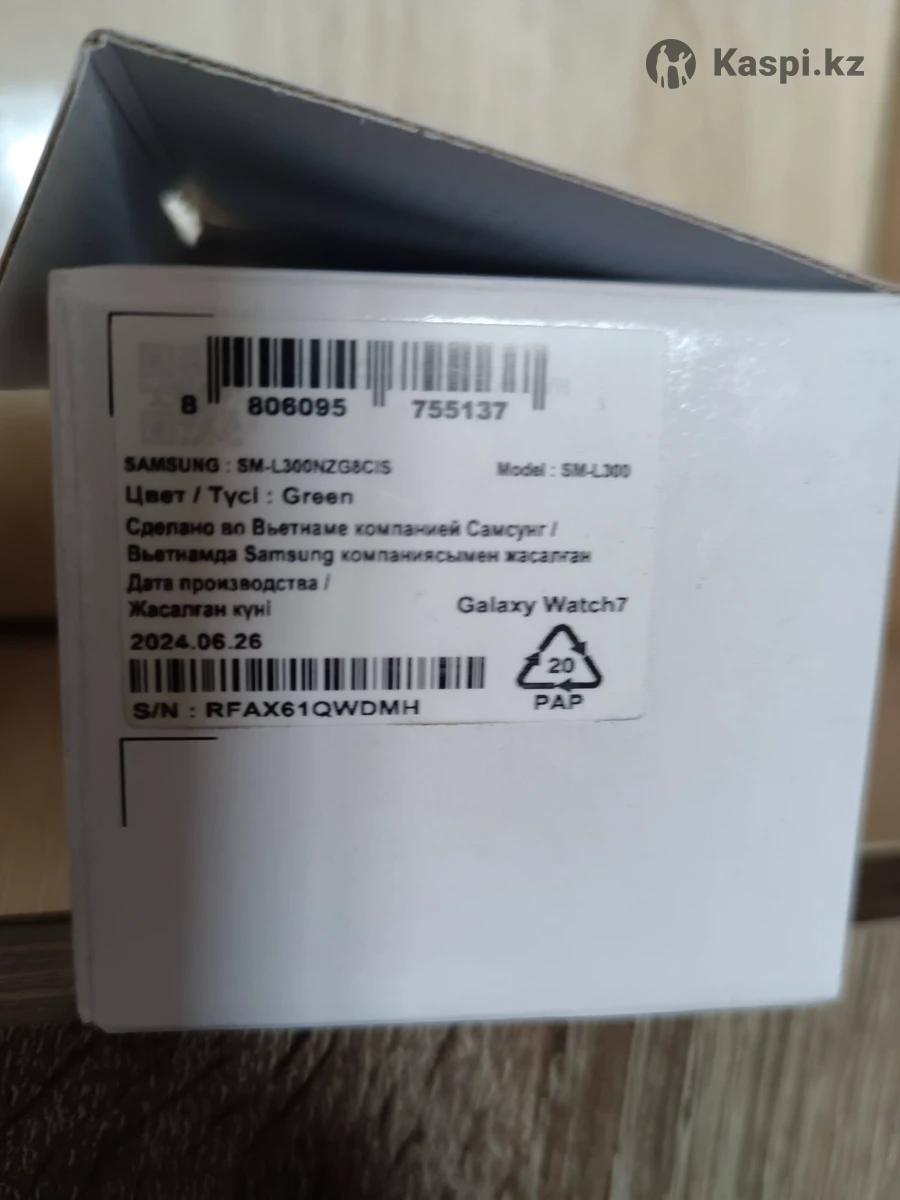 Kaspi.kz
8 806095 755137
SAMSUNG : SM-L300NZG8CIS
Model : SM-L300
Цвет / Түсі : Green
Сделано во Вьетнаме компанией Самсунг /
Вьетнамда Samsung компаниясымен жасалған
Дата производства /
Жасалған күні
Galaxy Watch7
2024.06.26
20
PAP
S/N : RFAX61QWDMH